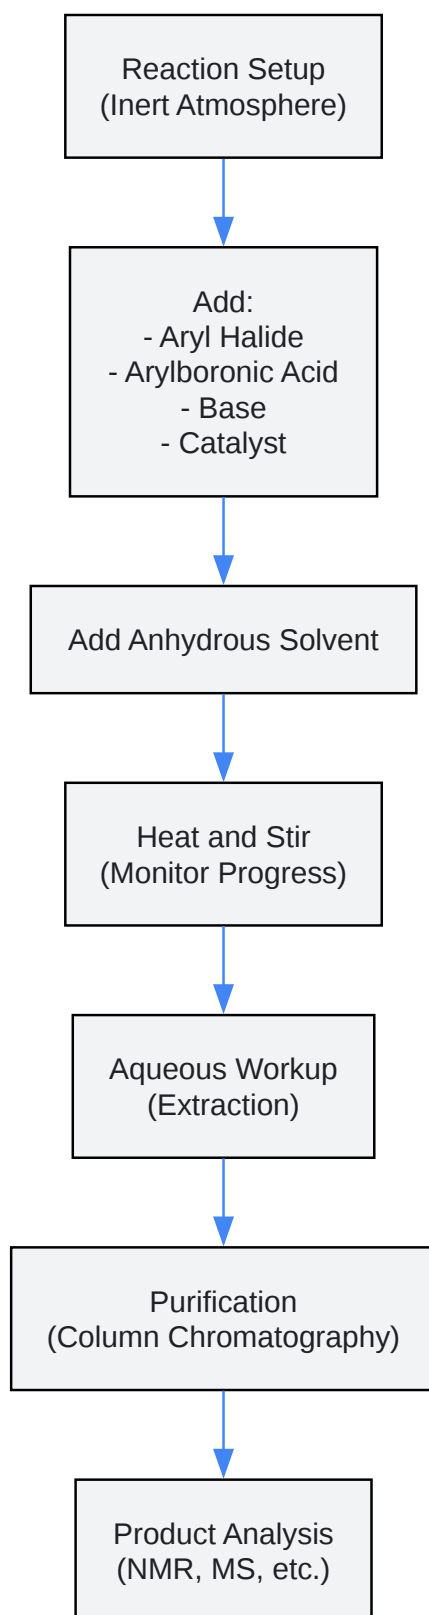 Reaction Setup
(Inert Atmosphere)
Add:
- Aryl Halide
- Arylboronic Acid
- Base
- Catalyst
Add Anhydrous Solvent
Heat and Stir
(Monitor Progress)
Aqueous Workup
(Extraction)
Purification
(Column Chromatography)
Product Analysis
(NMR, MS, etc.)